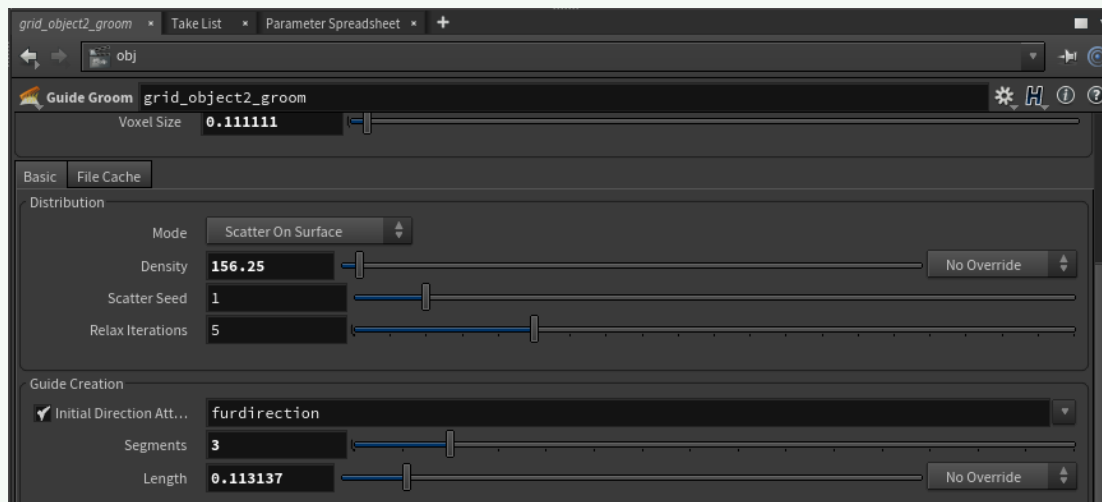 grid_object2_groom × Take List × Parameter Spreadsheet × +
obj
Guide Groom grid_object2_groom
Voxel Size 0.111111
Basic File Cache
Distribution
Mode Scatter On Surface
Density 156.25 No Override
Scatter Seed 1
Relax Iterations 5
Guide Creation
Initial Direction Att... furdirection
Segments 3
Length 0.113137 No Override